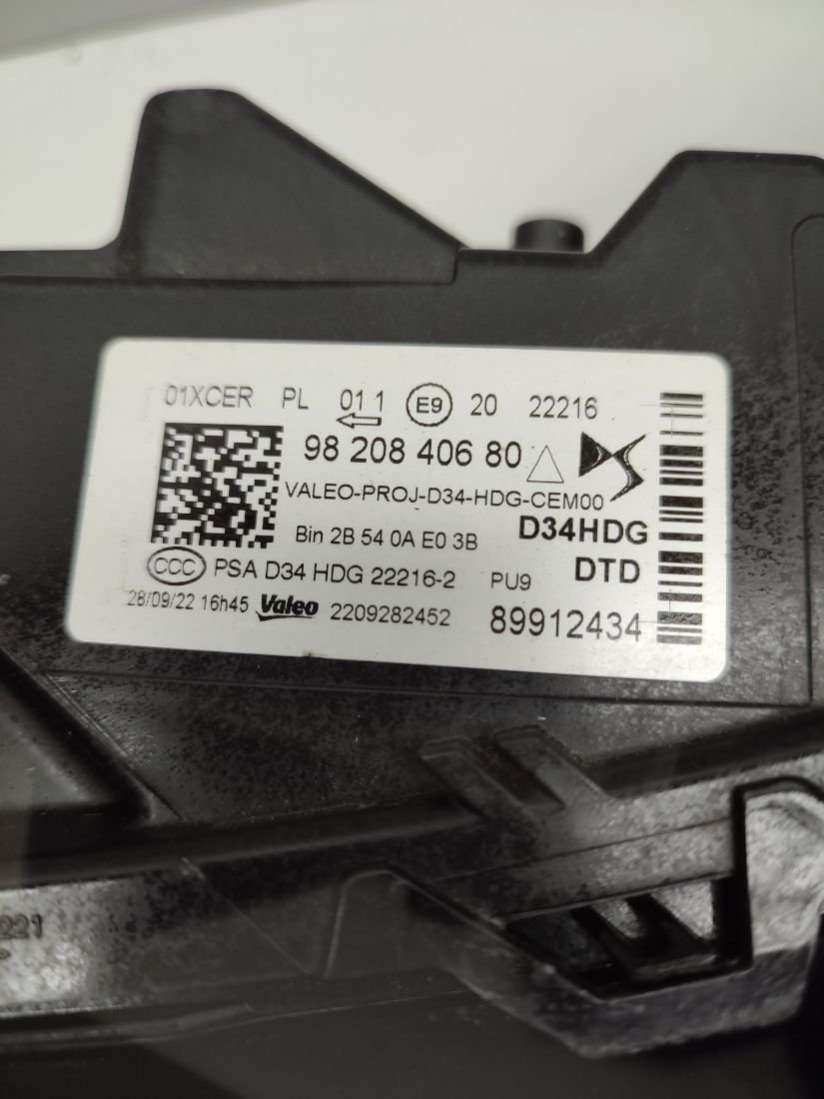 01XCER PL 01 1 E9 20 22216
98 208 406 80 DS
VALEO-PROJ-D34-HDG-CEM00
Bin 2B 54 0A E0 3B D34HDG
CCC PSA D34 HDG 22216-2 PU9 DTD
28/09/22 16h45 Valeo 2209282452 89912434
221